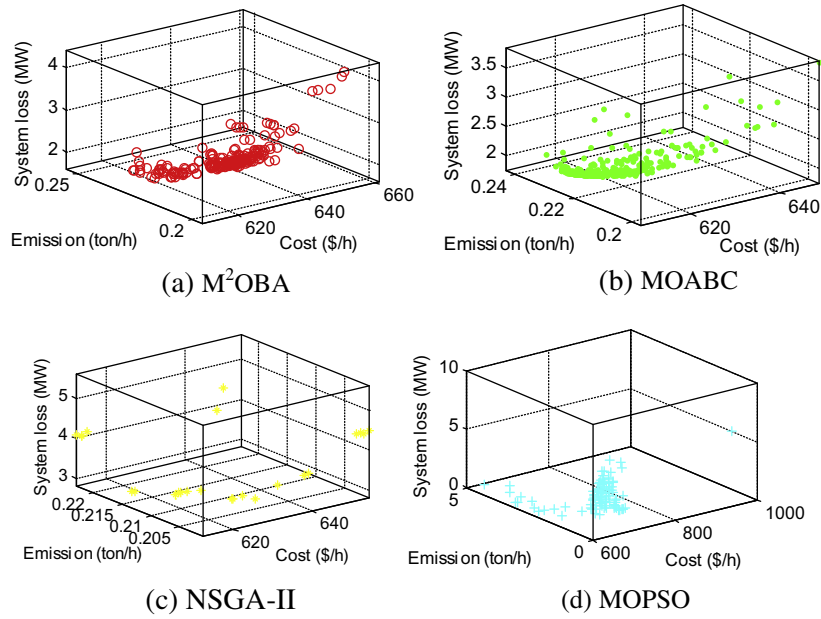 System loss (MW)
4
3
2
0.25
0.2
Emission (ton/h)
620
640
660
Cost ($/h)
(a) M²OBA
System loss (MW)
3.5
3
2.5
2
0.24
0.22
0.2
Emission (ton/h)
620
640
Cost ($/h)
(b) MOABC
System loss (MW)
5
4
3
0.22
0.215
0.21
0.205
Emission (ton/h)
620
640
Cost ($/h)
(c) NSGA-II
System loss (MW)
10
5
0
5
0
Emission (ton/h)
600
800
1000
Cost ($/h)
(d) MOPSO